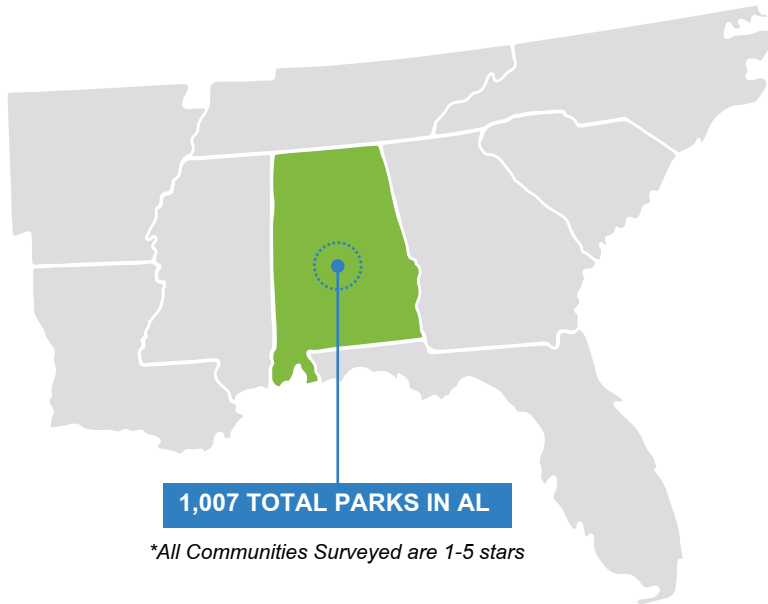 1,007 TOTAL PARKS IN AL
*All Communities Surveyed are 1-5 stars